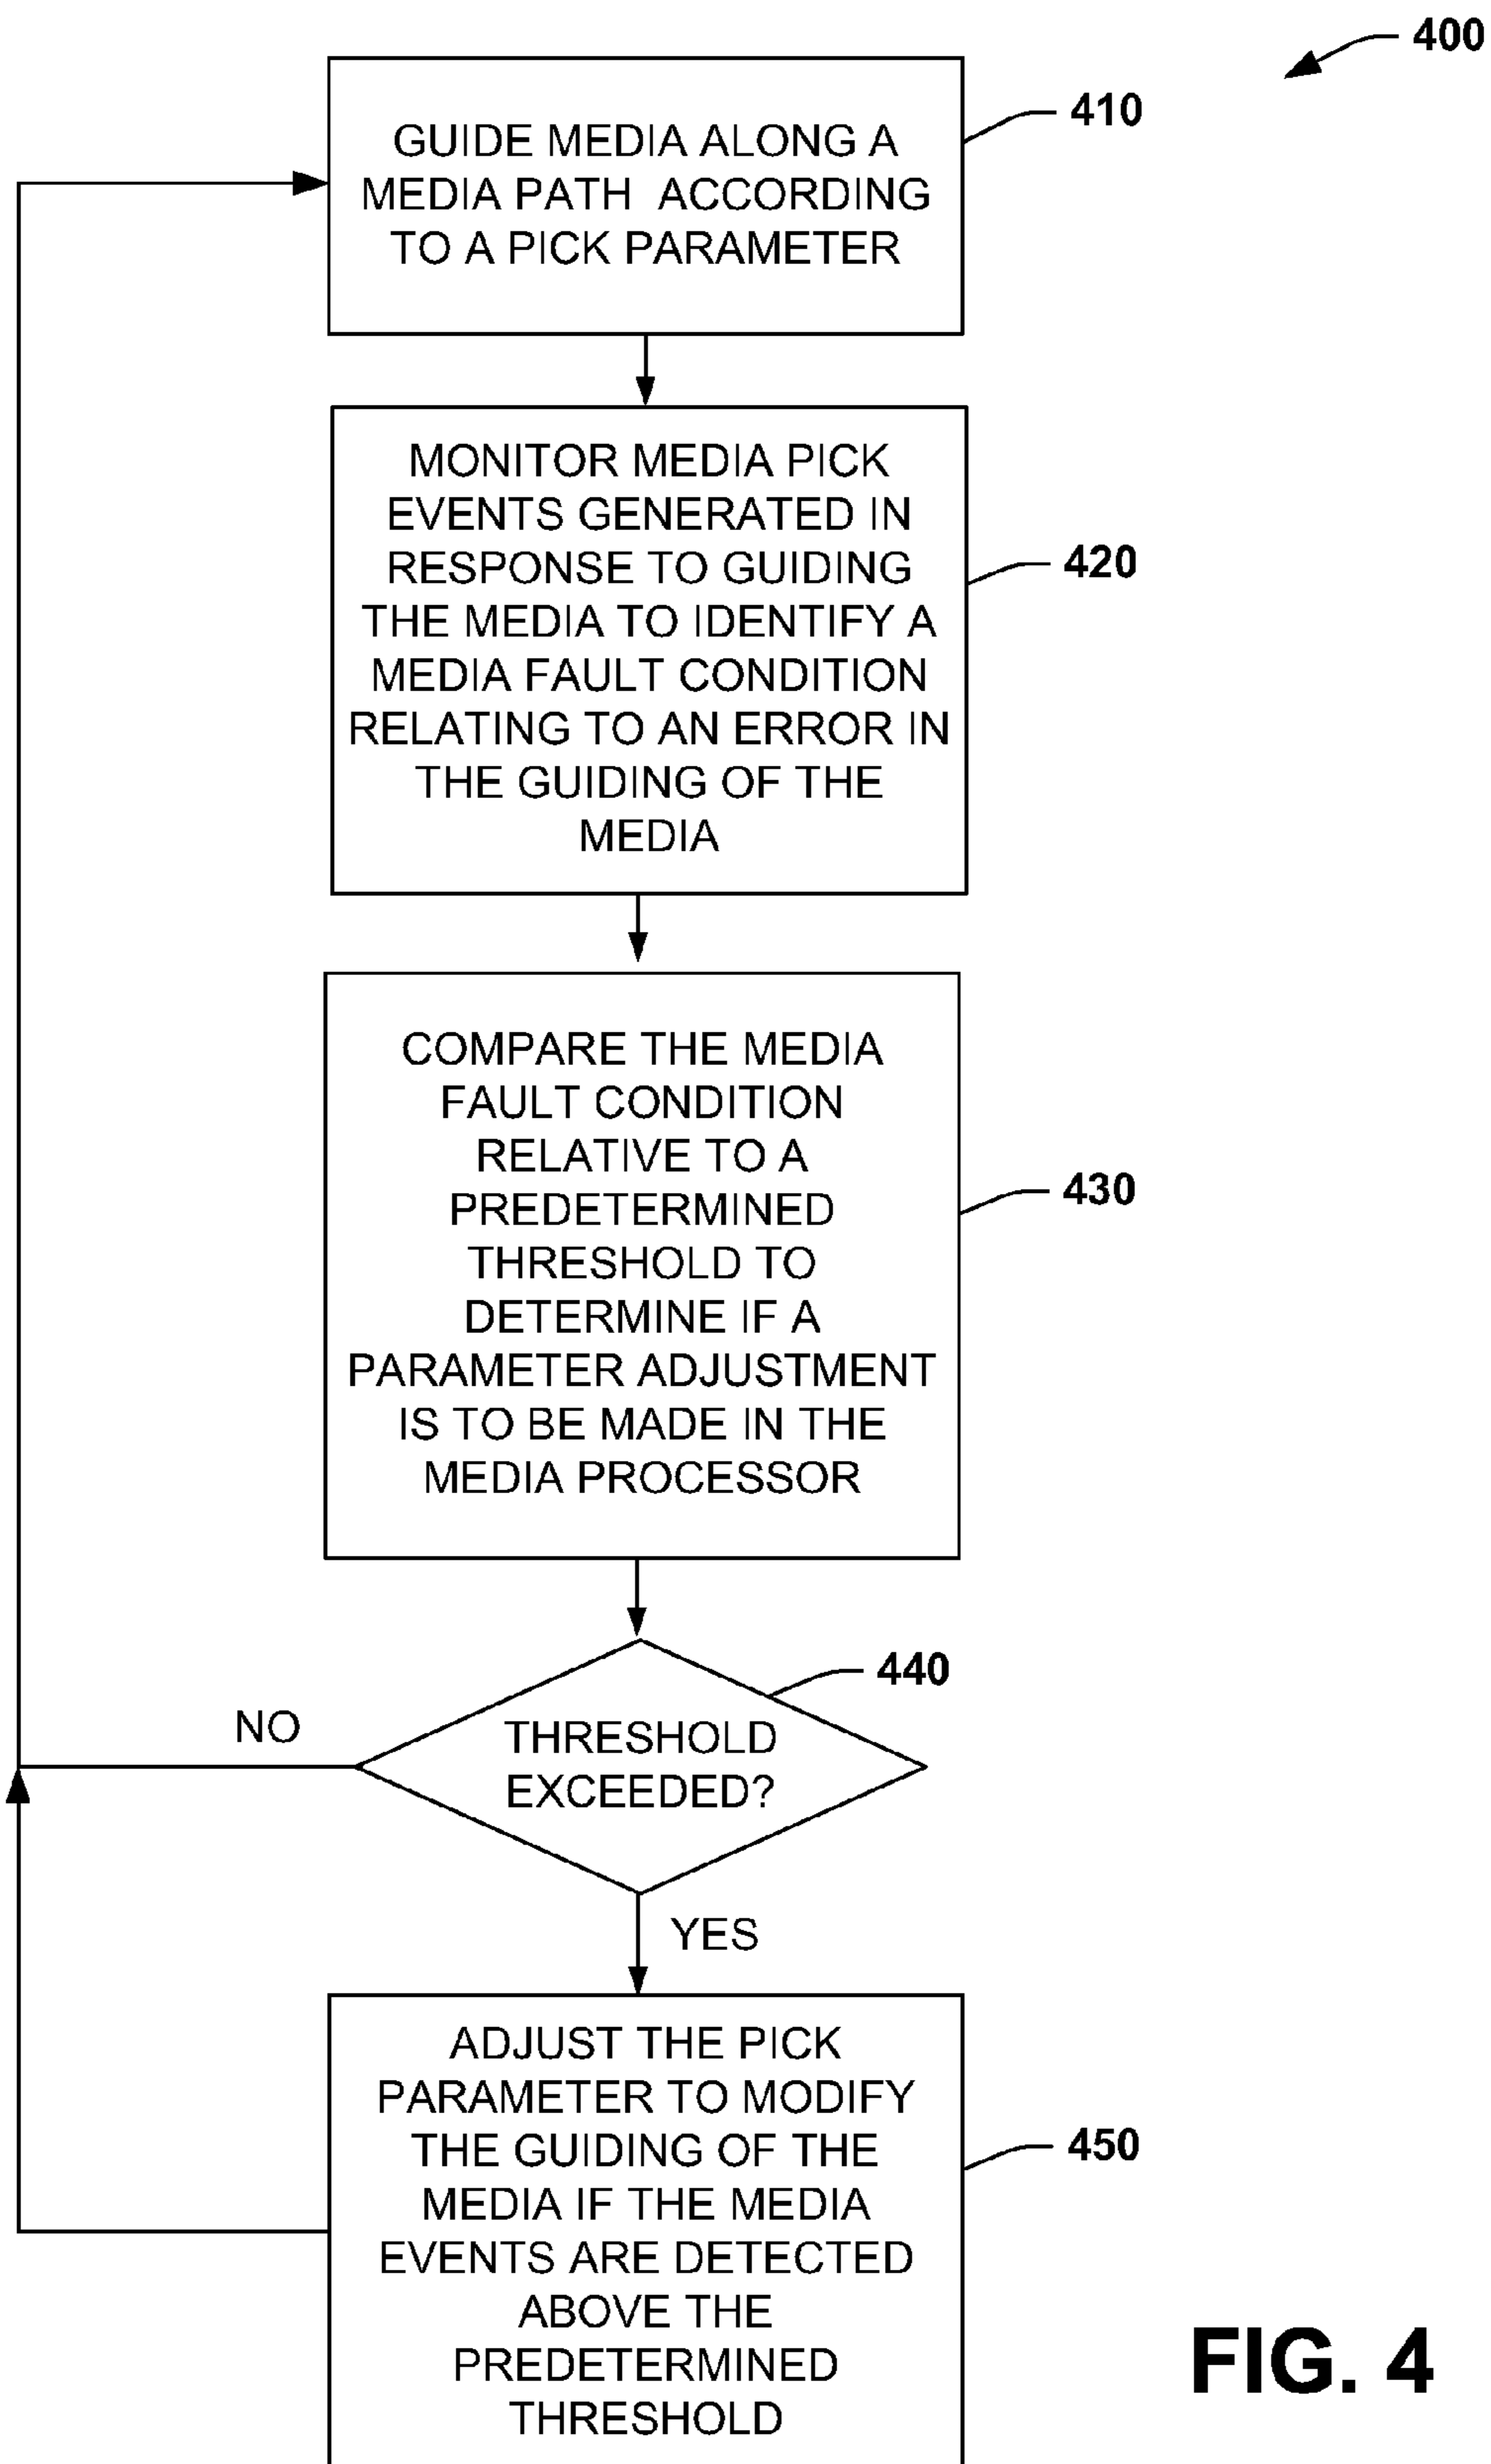 400
410
GUIDE MEDIA ALONG A
MEDIA PATH ACCORDING
TO A PICK PARAMETER
MONITOR MEDIA PICK
EVENTS GENERATED IN
RESPONSE TO GUIDING
THE MEDIA TO IDENTIFY A
MEDIA FAULT CONDITION
RELATING TO AN ERROR IN
THE GUIDING OF THE
MEDIA
420
COMPARE THE MEDIA
FAULT CONDITION
RELATIVE TO A
PREDETERMINED
THRESHOLD TO
DETERMINE IF A
PARAMETER ADJUSTMENT
IS TO BE MADE IN THE
MEDIA PROCESSOR
430
440
NO
THRESHOLD
EXCEEDED?
YES
ADJUST THE PICK
PARAMETER TO MODIFY
THE GUIDING OF THE
MEDIA IF THE MEDIA
EVENTS ARE DETECTED
ABOVE THE
PREDETERMINED
THRESHOLD
450
FIG. 4